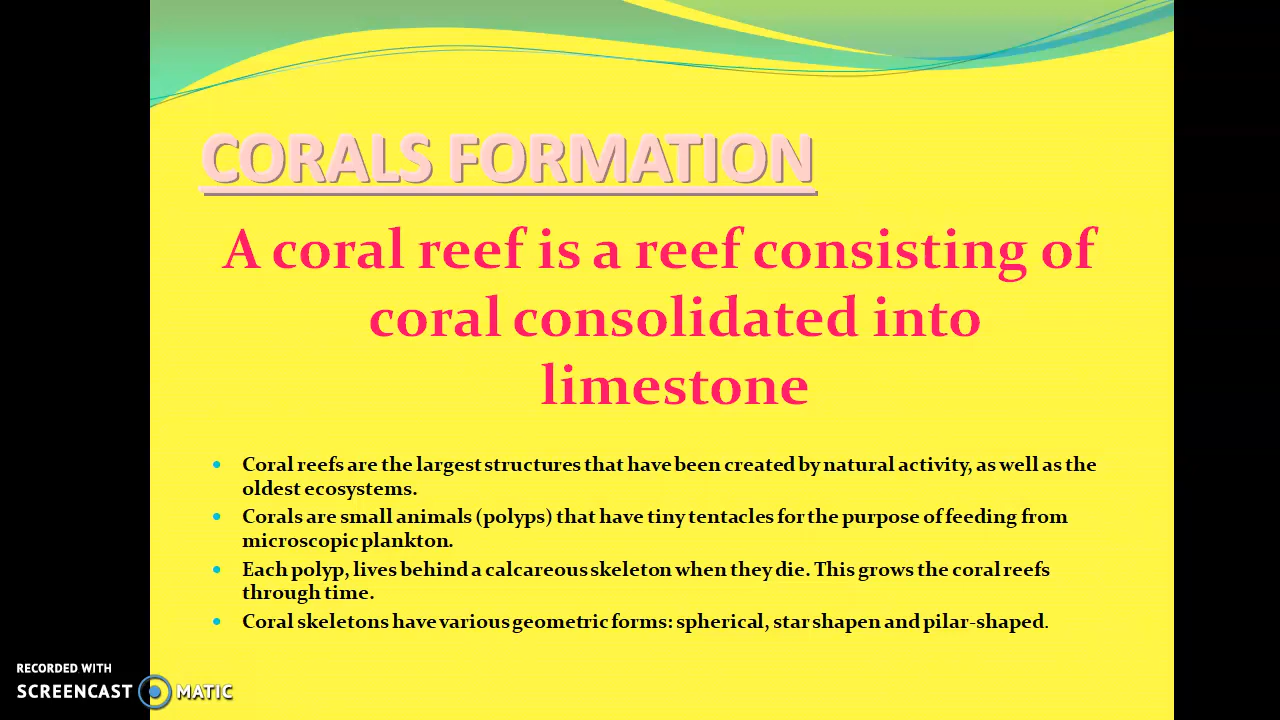 CORALS FORMATION
A coral reef is a reef consisting of
coral consolidated into
limestone
• Coral reefs are the largest structures that have been created by natural activity, as well as the
oldest ecosystems.
• Corals are small animals (polyps) that have tiny tentacles for the purpose of feeding from
microscopic plankton.
• Each polyp, lives behind a calcareous skeleton when they die. This grows the coral reefs
through time.
• Coral skeletons have various geometric forms: spherical, star shapen and pilar-shaped.
RECORDED WITH
SCREENCAST MATIC